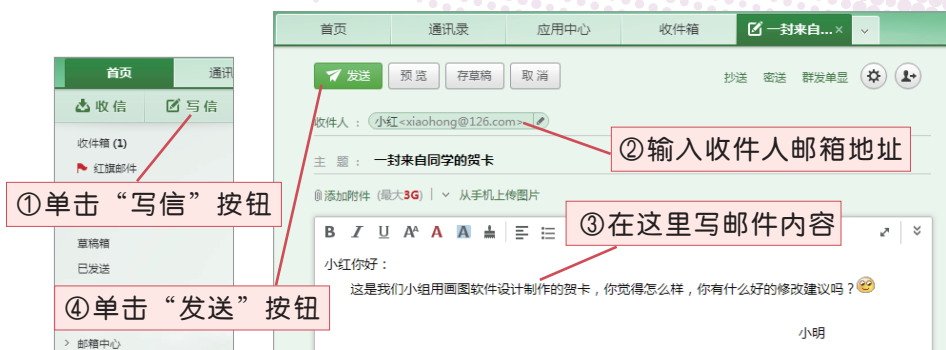 首页
通讯
收信
写信
收件箱 (1)
红旗邮件
①单击“写信”按钮
草稿箱
已发送
④单击“发送”按钮
邮箱中心
首页 通讯录 应用中心 收件箱 一封来自...×
发送 预览 存草稿 取消 抄送 密送 群发单显
收件人： 小红<xiaohong@126.com>
②输入收件人邮箱地址
主 题： 一封来自同学的贺卡
添加附件 (最大3G) | 从手机上传图片
③在这里写邮件内容
B I U AA A A
小红你好：
这是我们小组用画图软件设计制作的贺卡，你觉得怎么样，你有什么好的修改建议吗？
小明